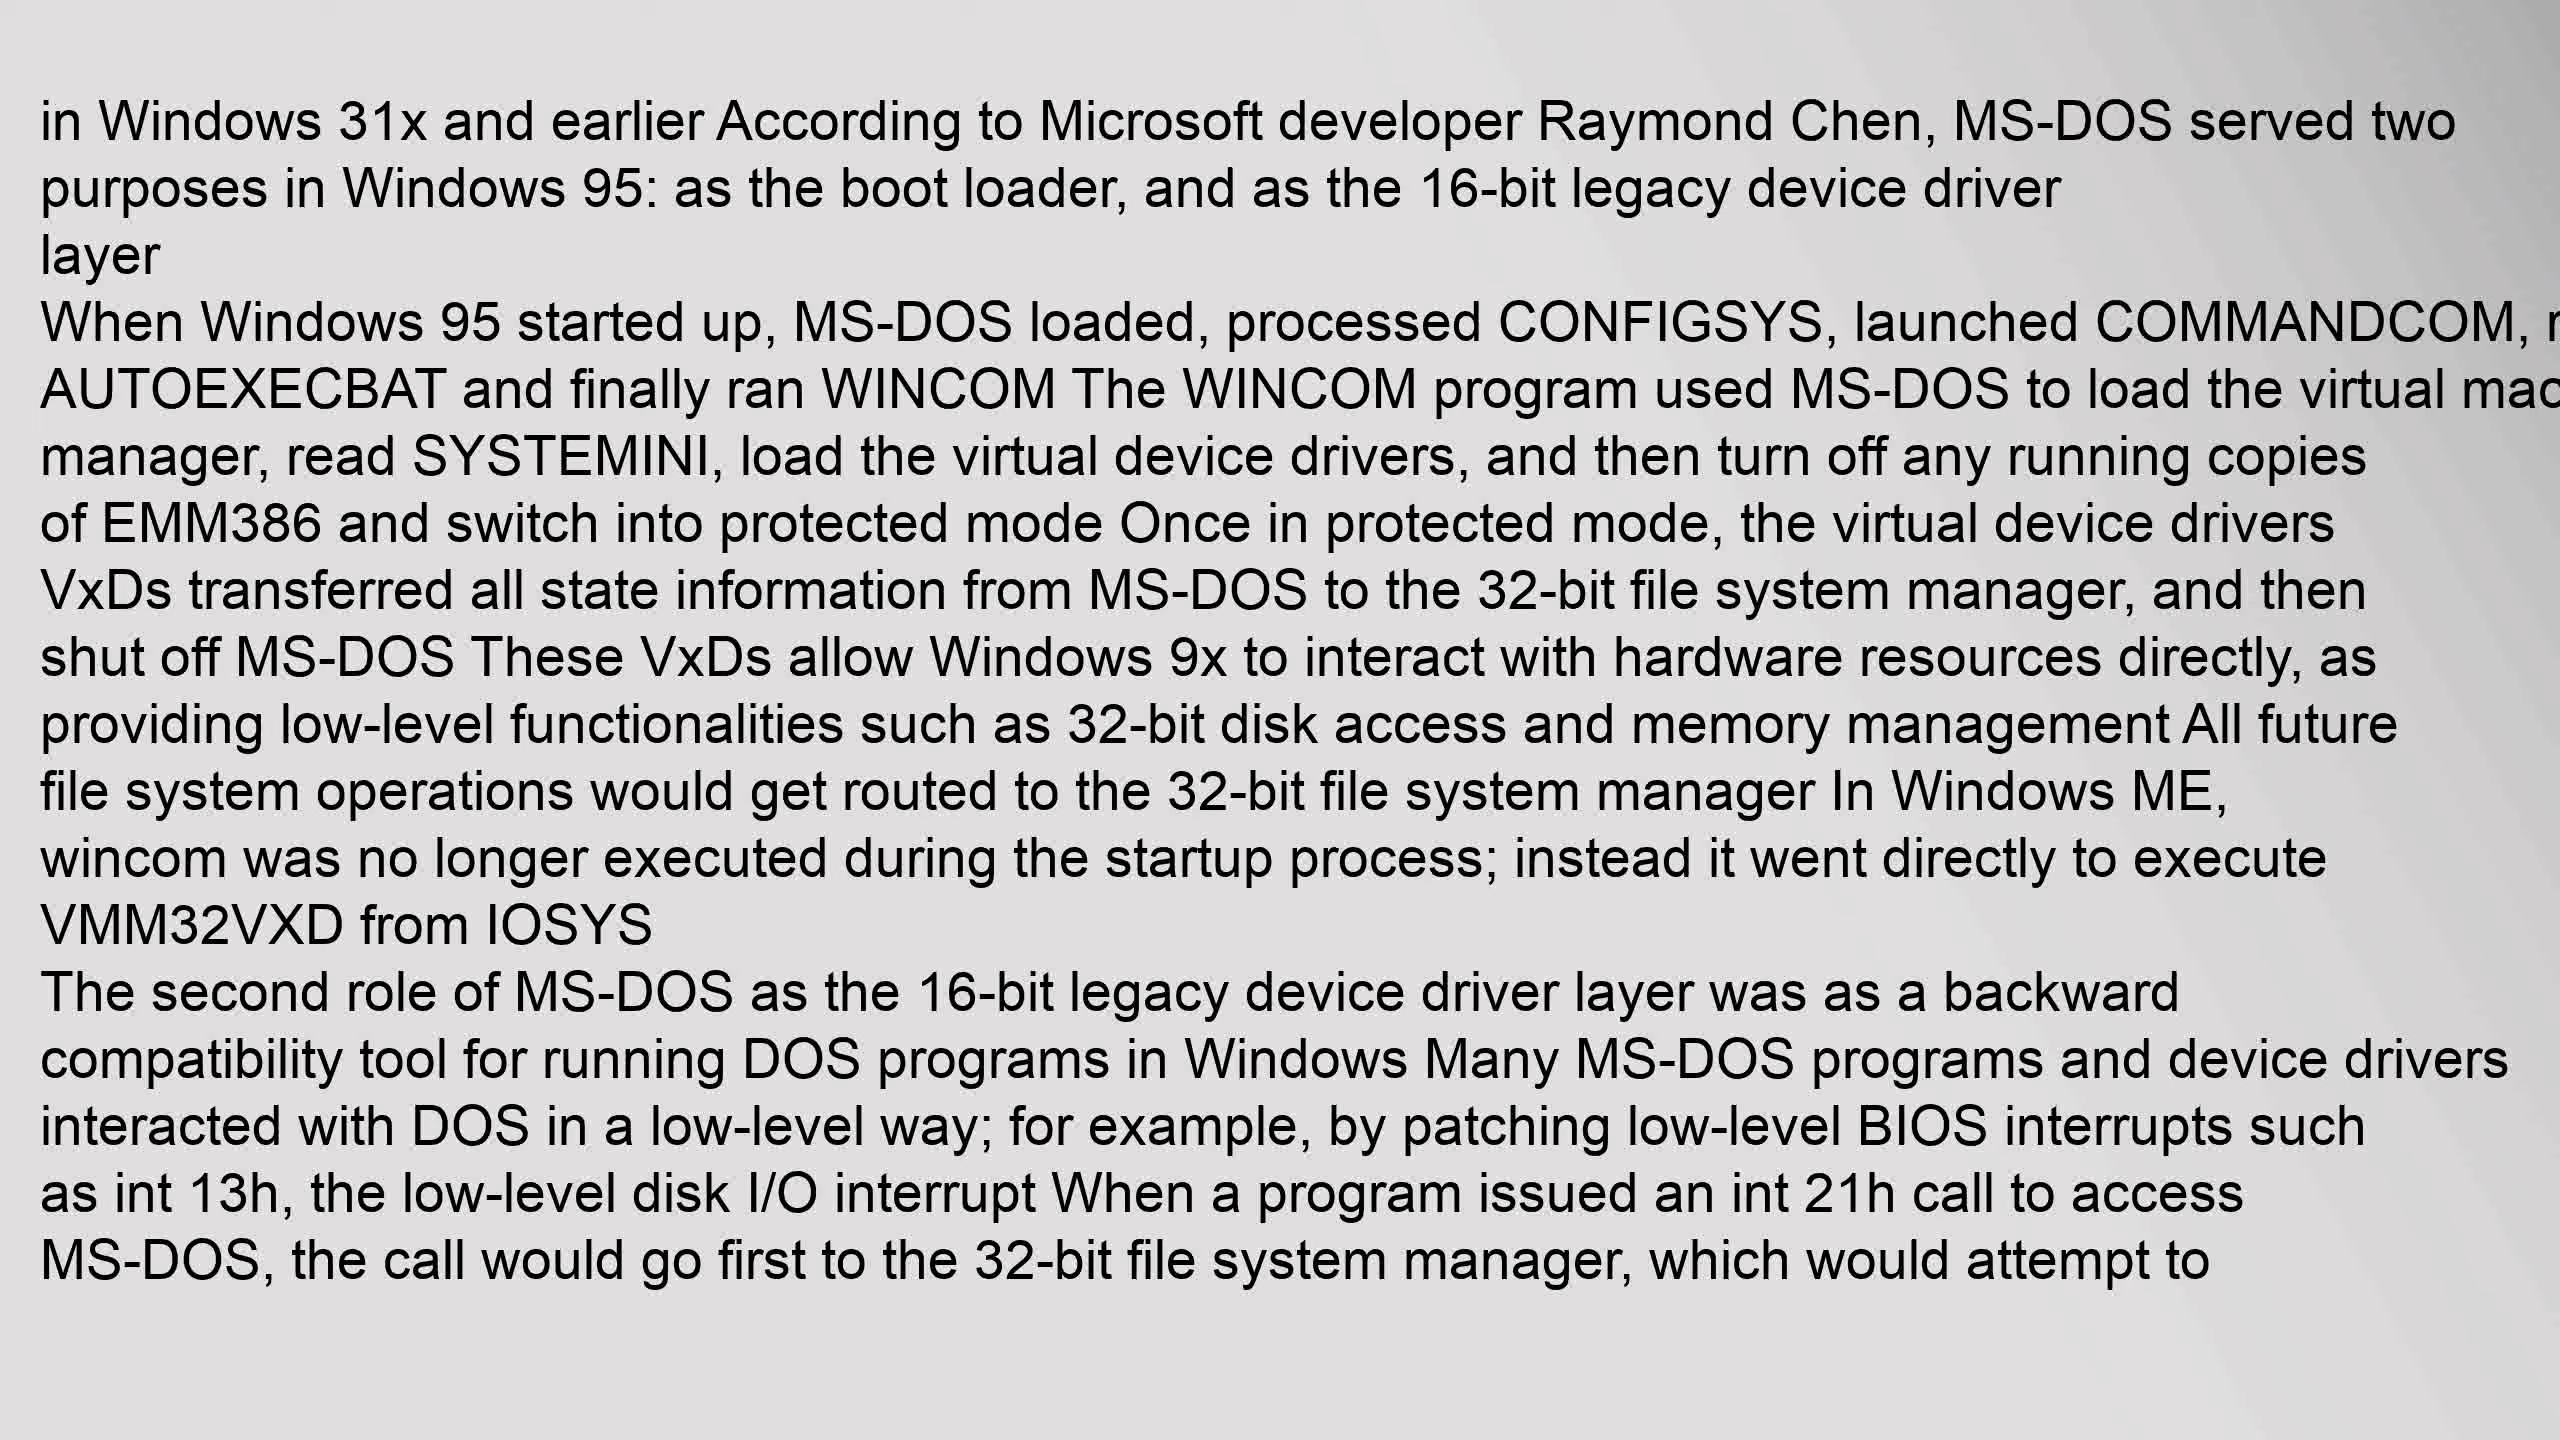 in Windows 31x and earlier According to Microsoft developer Raymond Chen, MS-DOS served two
purposes in Windows 95: as the boot loader, and as the 16-bit legacy device driver
layer
When Windows 95 started up, MS-DOS loaded, processed CONFIGSYS, launched COMMANDCOM,
AUTOEXECBAT and finally ran WINCOM The WINCOM program used MS-DOS to load the virtual
manager, read SYSTEMINI, load the virtual device drivers, and then turn off any running copies
of EMM386 and switch into protected mode Once in protected mode, the virtual device drivers
VxDs transferred all state information from MS-DOS to the 32-bit file system manager, and then
shut off MS-DOS These VxDs allow Windows 9x to interact with hardware resources directly, as
providing low-level functionalities such as 32-bit disk access and memory management All future
file system operations would get routed to the 32-bit file system manager In Windows ME,
wincom was no longer executed during the startup process; instead it went directly to execute
VMM32VXD from IOSYS
The second role of MS-DOS as the 16-bit legacy device driver layer was as a backward
compatibility tool for running DOS programs in Windows Many MS-DOS programs and device drivers
interacted with DOS in a low-level way; for example, by patching low-level BIOS interrupts such
as int 13h, the low-level disk I/O interrupt When a program issued an int 21h call to access
MS-DOS, the call would go first to the 32-bit file system manager, which would attempt to